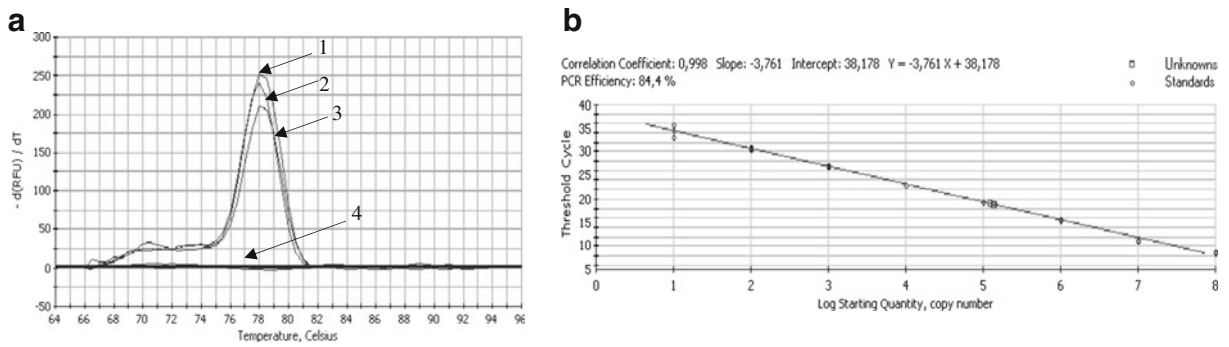 a
300
250
200
150
100
50
0
-50
- d(RFU) / dT
64 66 68 70 72 74 76 78 80 82 84 86 88 90 92 94 96
Temperature, Celsius
1
2
3
4
b
Correlation Coefficient: 0,998 Slope: -3,761 Intercept: 38,178 Y = -3,761 X + 38,178
PCR Efficiency: 84,4 %
Unknowns
Standards
40
35
30
25
20
15
10
5
Threshold Cycle
0 1 2 3 4 5 6 7 8
Log Starting Quantity, copy number